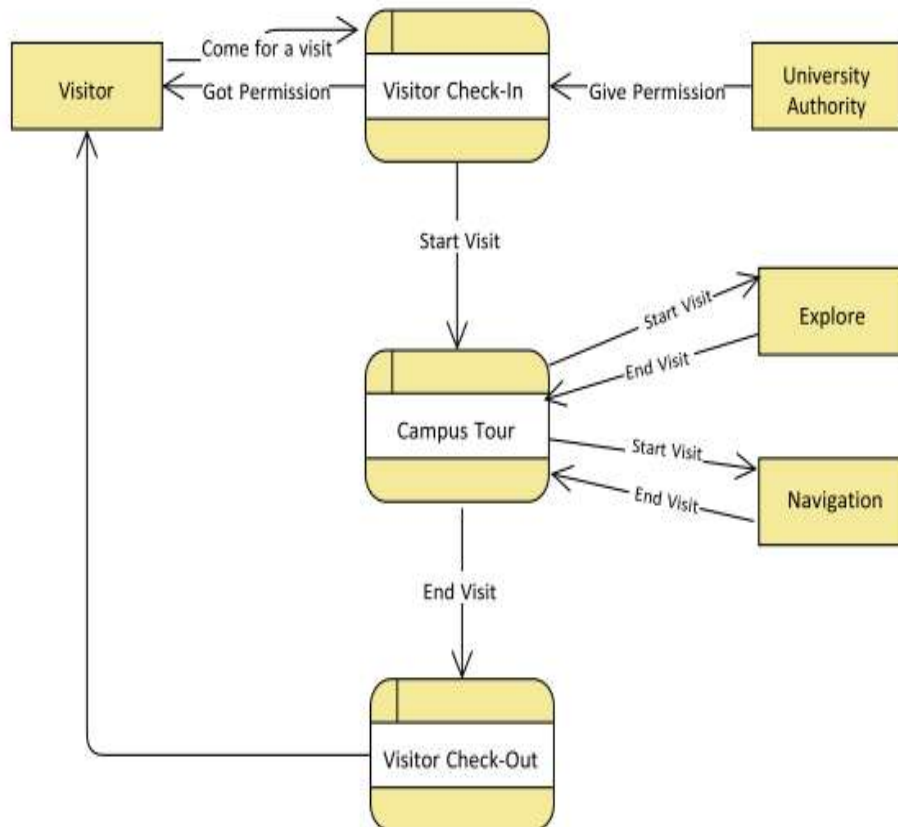 Come for a visit
Visitor
Got Permission
Visitor Check-In
Give Permission
University
Authority
Start Visit
Start Visit
Explore
End Visit
Campus Tour
Start Visit
End Visit
Navigation
End Visit
Visitor Check-Out